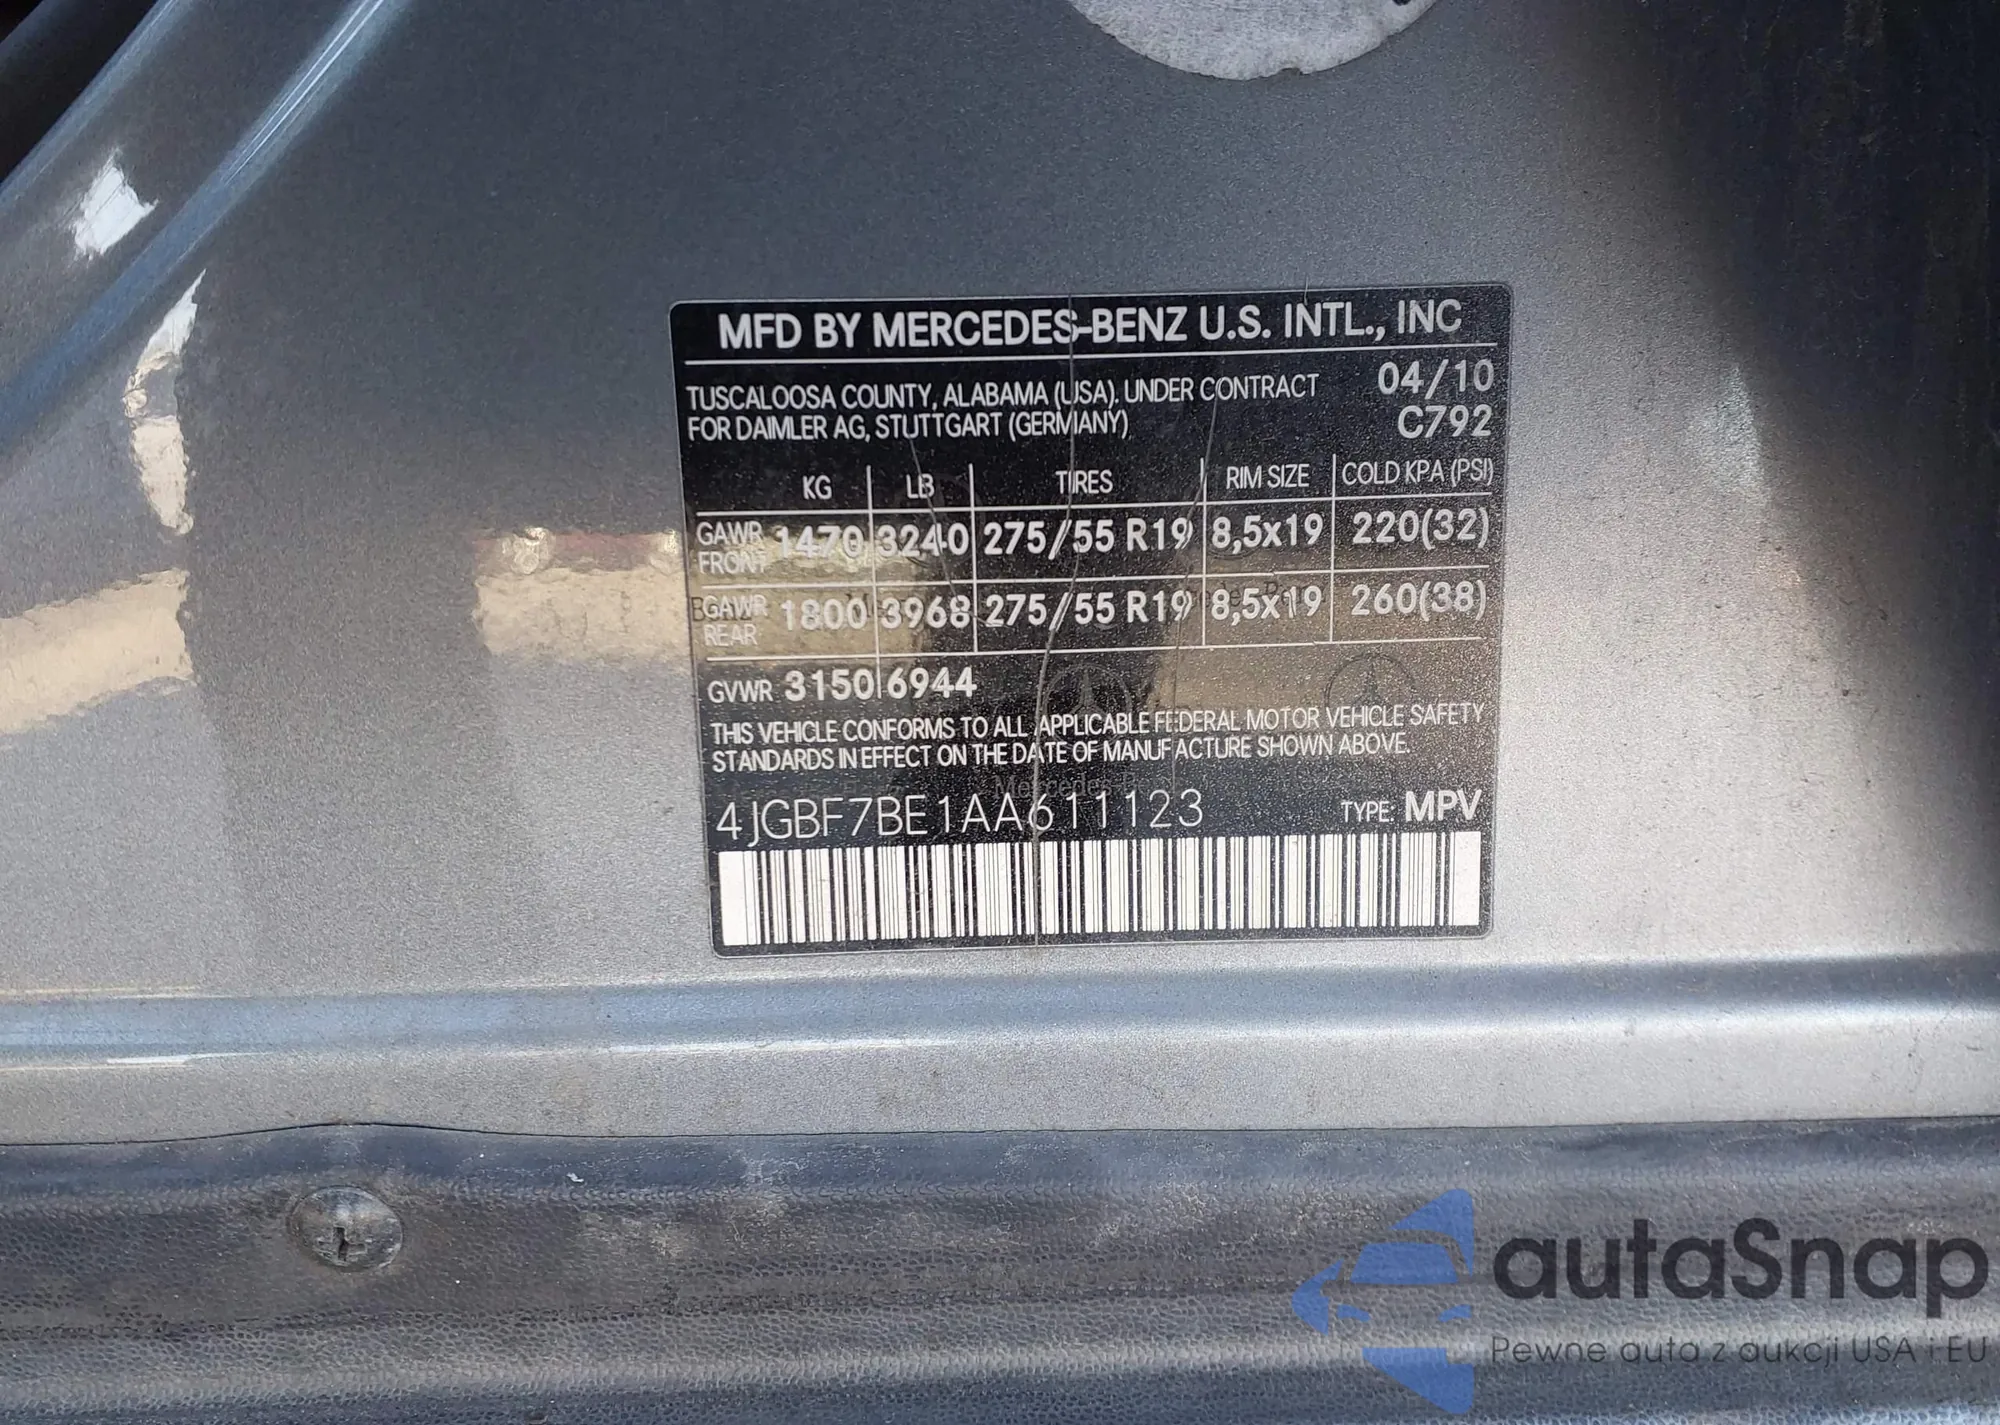 MFD BY MERCEDES-BENZ U.S. INTL., INC
TUSCALOOSA COUNTY, ALABAMA (USA). UNDER CONTRACT 04/10
FOR DAIMLER AG, STUTTGART (GERMANY) C792
KG LB TIRES RIM SIZE COLD KPA (PSI)
GAWR FRONT 1470 3240 275/55 R19 8,5x19 220(32)
GAWR REAR 1800 3968 275/55 R19 8,5x19 260(38)
GVWR 3150 6944
THIS VEHICLE CONFORMS TO ALL APPLICABLE FEDERAL MOTOR VEHICLE SAFETY
STANDARDS IN EFFECT ON THE DATE OF MANUFACTURE SHOWN ABOVE.
4JGBF7BE1AA611123 TYPE: MPV
autaSnap
Pewne auta z aukcji USA i EU